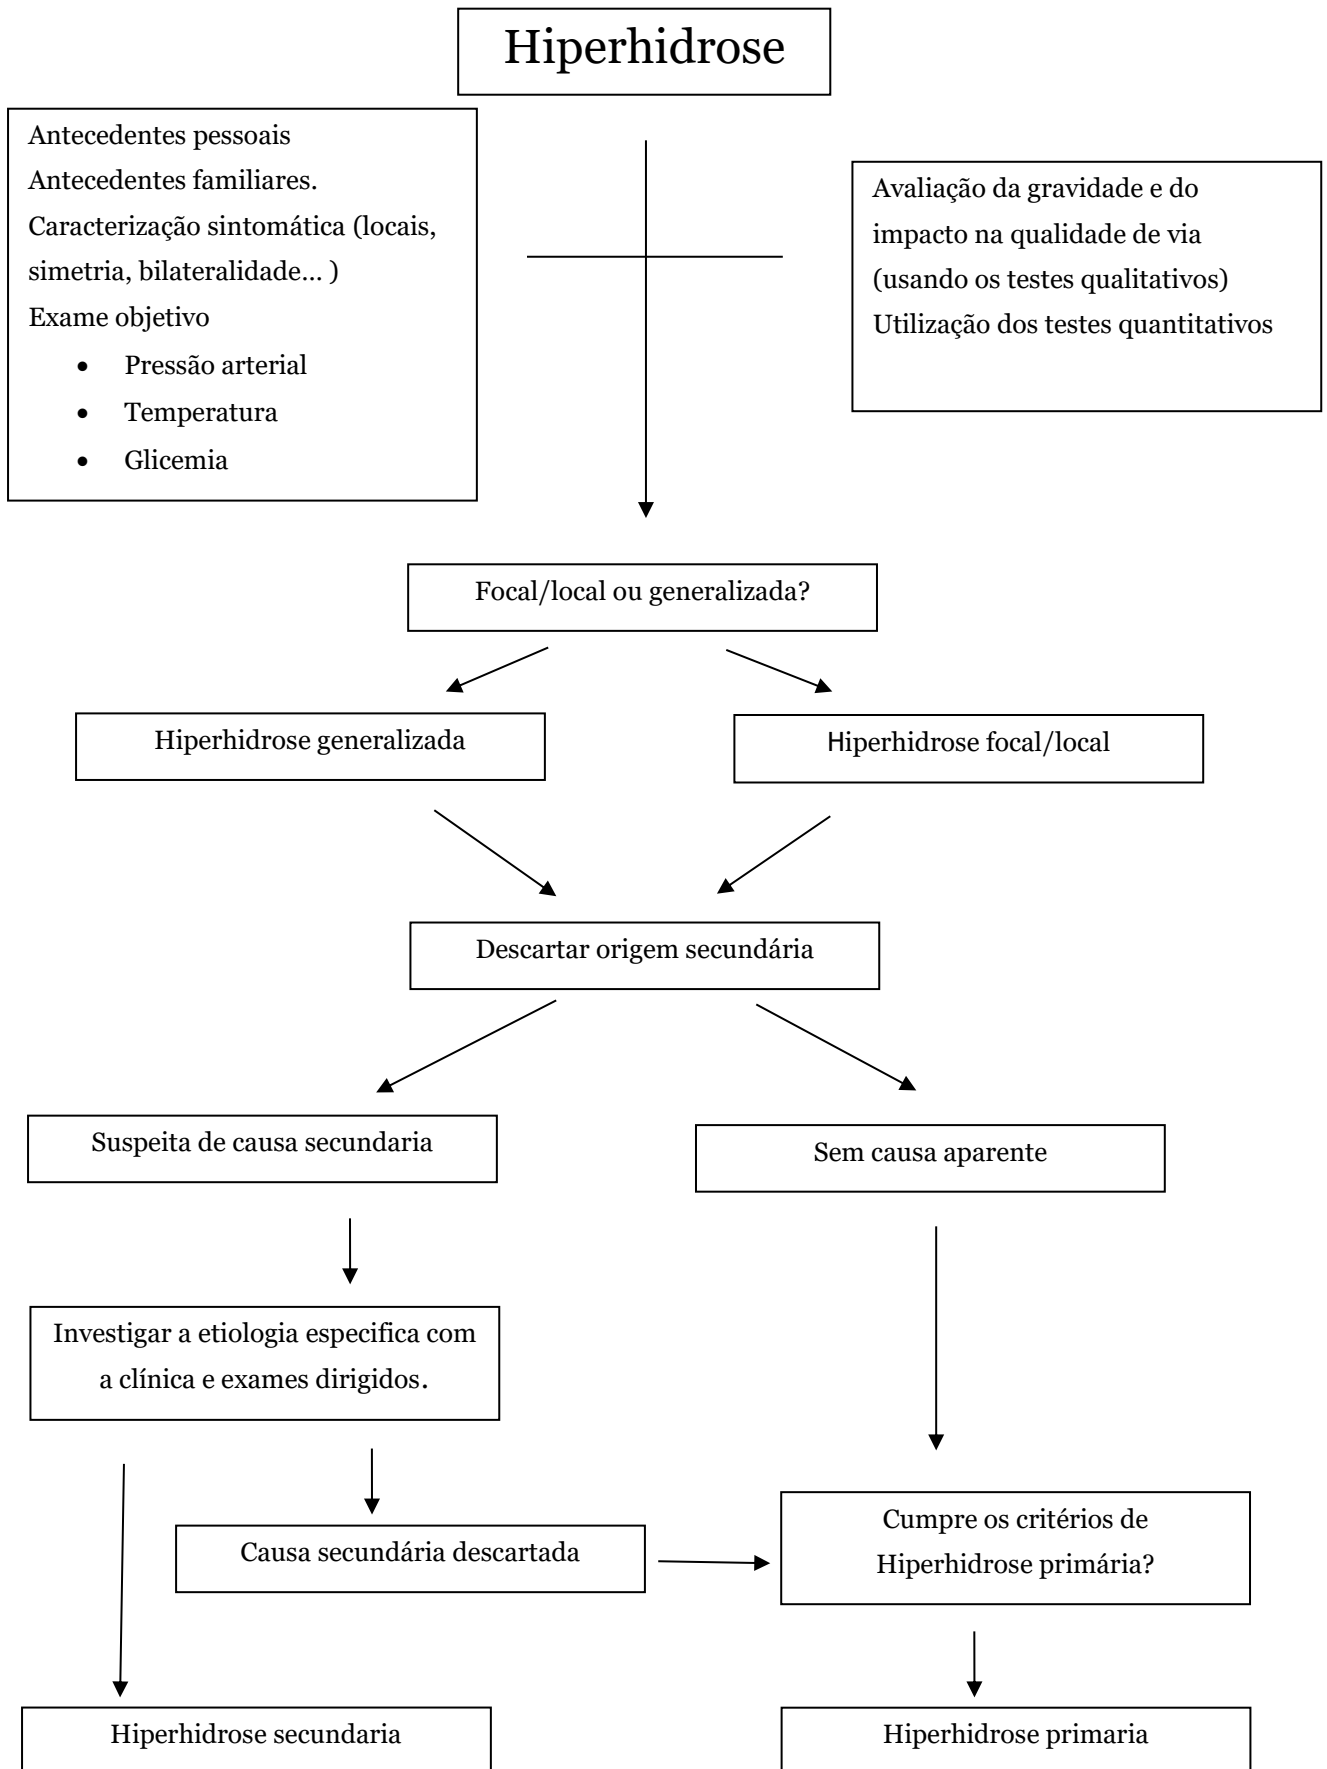 Hiperhidrose
Antecedentes pessoais
Antecedentes familiares.
Caracterização sintomática (locais,
simetria, bilateralidade... )
Exame objetivo
• Pressão arterial
• Temperatura
• Glicemia
Avaliação da gravidade e do
impacto na qualidade de via
(usando os testes qualitativos)
Utilização dos testes quantitativos
Focal/local ou generalizada?
Hiperhidrose generalizada
Hiperhidrose focal/local
Descartar origem secundária
Suspeita de causa secundaria
Sem causa aparente
Investigar a etiologia especifica com
a clínica e exames dirigidos.
Causa secundária descartada
Cumpre os critérios de
Hiperhidrose primária?
Hiperhidrose secundaria
Hiperhidrose primaria